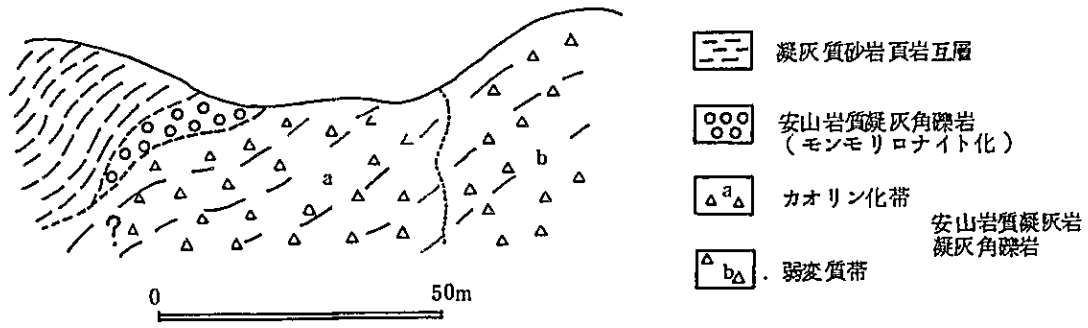 凝灰質砂岩頁岩互層
安山岩質凝灰角礫岩
(モンモリロナイト化)
a
カオリン化帯
安山岩質凝灰岩
凝灰角礫岩
b
弱変質帯
a
b
?
0
50m